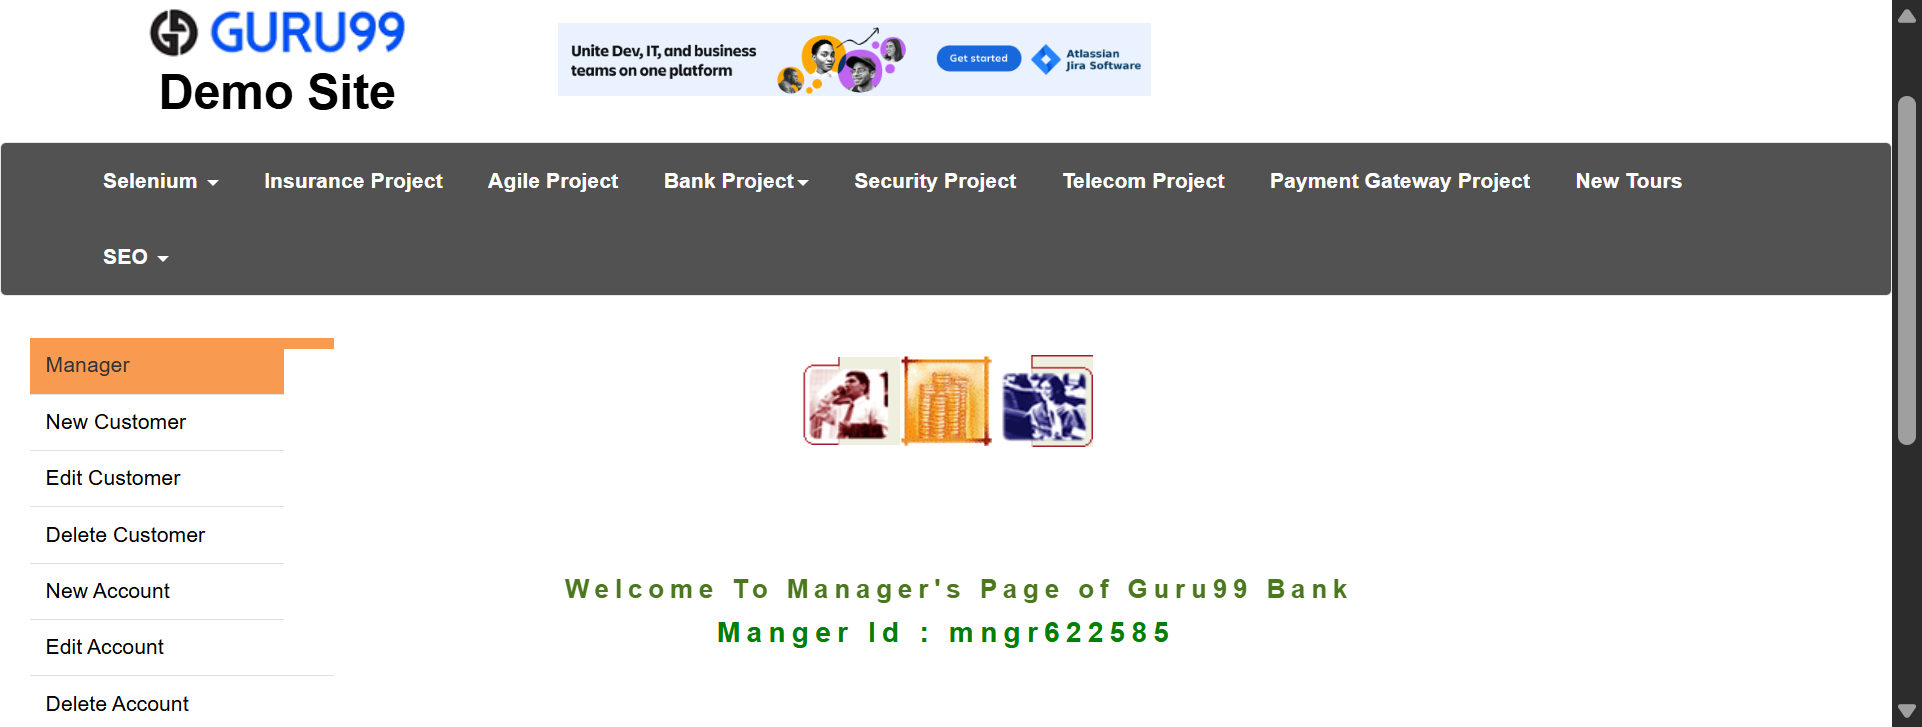 GURU99
Demo Site
Unite Dev, IT, and business
teams on one platform
Get started
Atlassian
Jira Software
Selenium
Insurance Project
Agile Project
Bank Project
Security Project
Telecom Project
Payment Gateway Project
New Tours
SEO
Manager
New Customer
Edit Customer
Delete Customer
New Account
Edit Account
Delete Account
Welcome To Manager's Page of Guru99 Bank
Manger Id : mngr622585